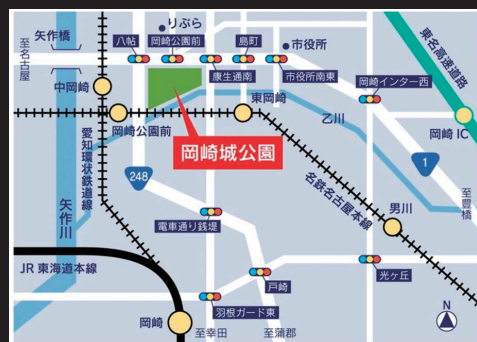 りぶら
矢作橋
八帖
岡崎公園前
島町
市役所
至名古屋
康生通南
市役所南東
東名高速道路
中岡崎
岡崎インター西
岡崎公園前
東岡崎
乙川
岡崎IC
岡崎城公園
愛知環状鉄道線
248
1
名鉄名古屋本線
至豊橋
矢作川
電車通り銭堤
男川
JR東海道本線
戸崎
光ヶ丘
羽根ガード東
岡崎
至幸田
至蒲郡
N